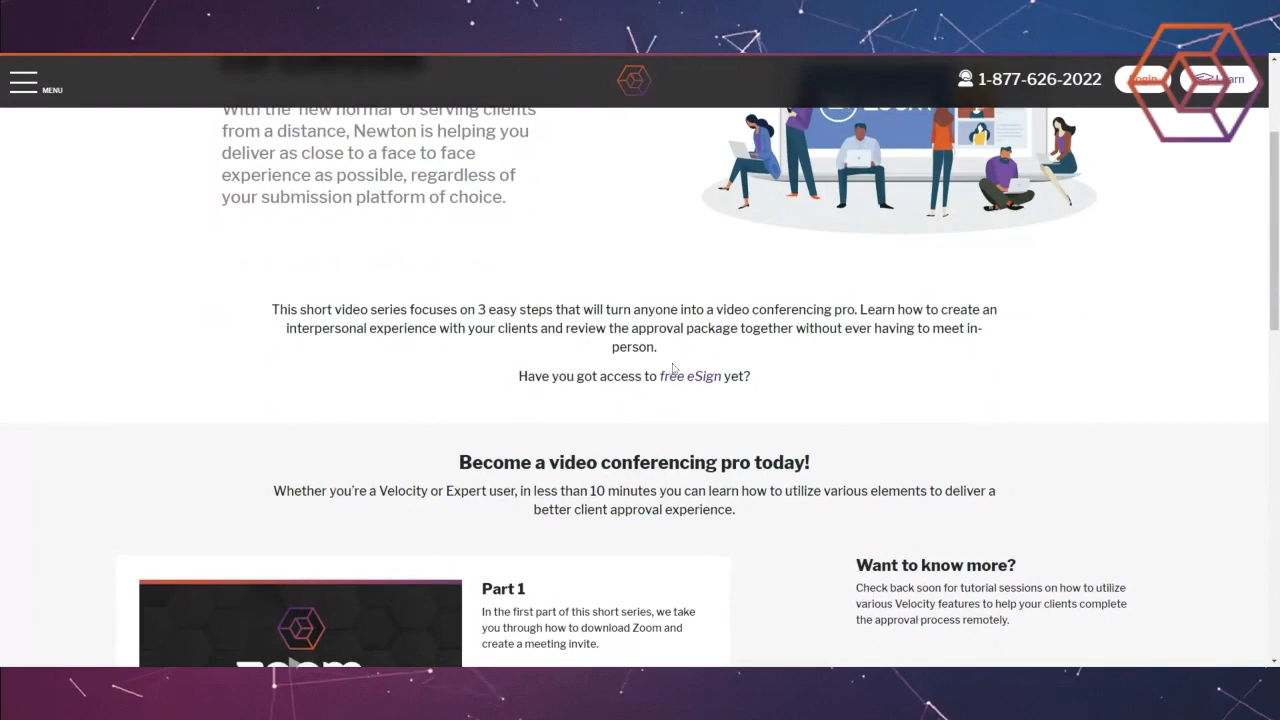 MENU
1-877-626-2022
Login
Learn
With the 'new normal' of serving clients
from a distance, Newton is helping you
deliver as close to a face to face
experience as possible, regardless of
your submission platform of choice.
zoom
This short video series focuses on 3 easy steps that will turn anyone into a video conferencing pro. Learn how to create an
interpersonal experience with your clients and review the approval package together without ever having to meet in-
person.
Have you got access to free eSign yet?
Become a video conferencing pro today!
Whether you're a Velocity or Expert user, in less than 10 minutes you can learn how to utilize various elements to deliver a
better client approval experience.
Part 1
In the first part of this short series, we take
you through how to download Zoom and
create a meeting invite.
zoom
Want to know more?
Check back soon for tutorial sessions on how to utilize
various Velocity features to help your clients complete
the approval process remotely.